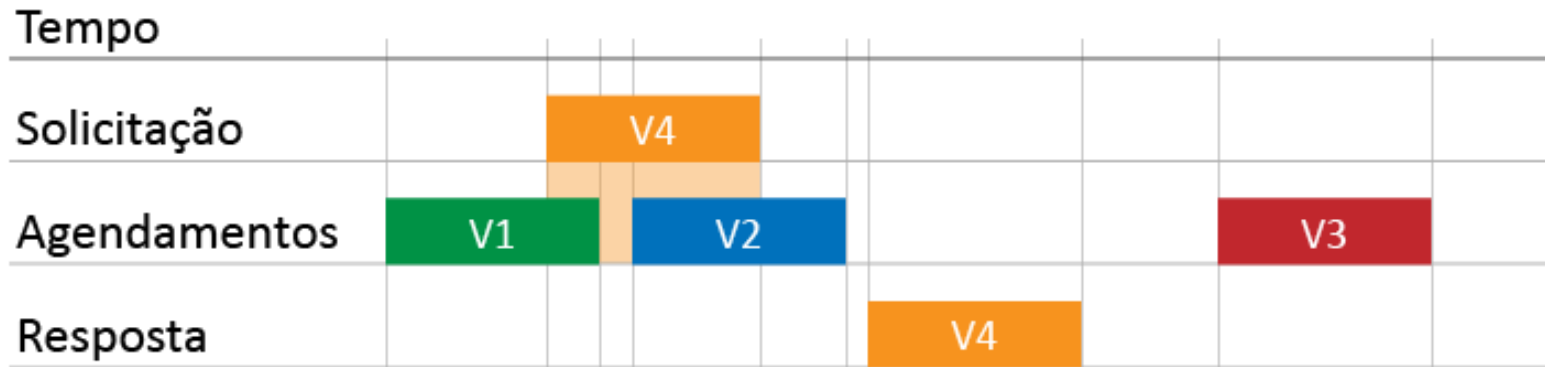 Tempo
Solicitação V4
Agendamentos V1 V2 V3
Resposta V4